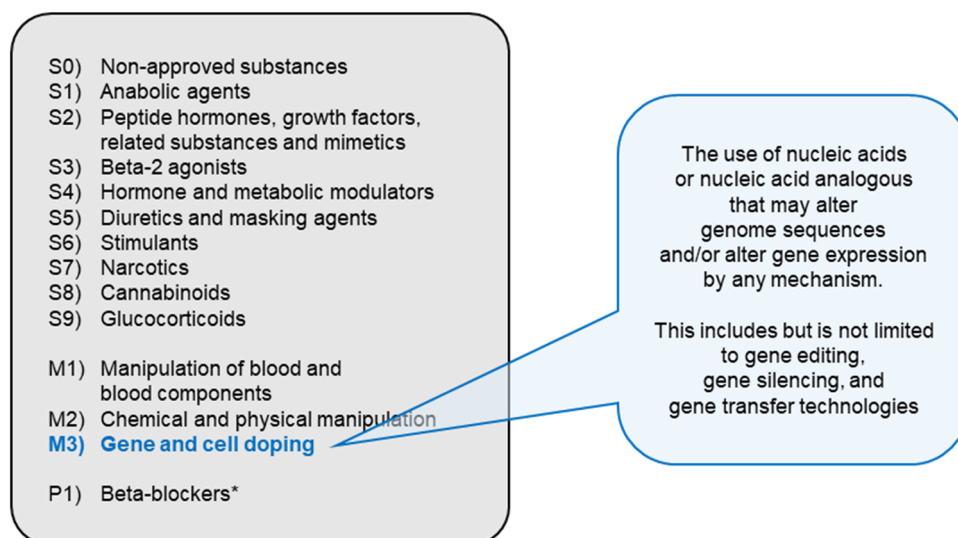 S0) Non-approved substances
S1) Anabolic agents
S2) Peptide hormones, growth factors,
related substances and mimetics
S3) Beta-2 agonists
S4) Hormone and metabolic modulators
S5) Diuretics and masking agents
S6) Stimulants
S7) Narcotics
S8) Cannabinoids
S9) Glucocorticoids
M1) Manipulation of blood and
blood components
M2) Chemical and physical manipulation
M3) Gene and cell doping
P1) Beta-blockers*
The use of nucleic acids
or nucleic acid analogous
that may alter
genome sequences
and/or alter gene expression
by any mechanism.
This includes but is not limited
to gene editing,
gene silencing, and
gene transfer technologies